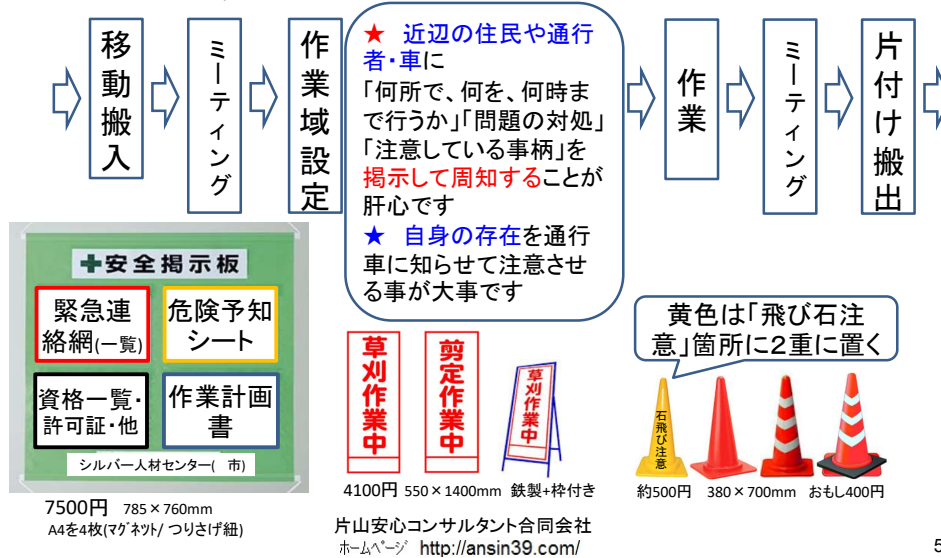 移動搬入
ミーティング
作業域設定
★ 近辺の住民や通行
者・車に
「何所で、何を、何時ま
で行うか」「問題の対処」
「注意している事柄」を
掲示して周知することが
肝心です
★ 自身の存在を通行
車に知らせて注意させ
る事が大事です
作業
ミーティング
片付け搬出
✚安全掲示板
緊急連
絡網(一覧)
危険予知
シート
資格一覧・
許可証・他
作業計画
書
シルバー人材センター( 市)
7500円 785×760mm
A4を4枚(マグネット/ つりさげ紐)
草刈作業中
剪定作業中
草刈作業中
4100円 550×1400mm 鉄製+枠付き
黄色は「飛び石注
意」箇所に2重に置く
石飛び注意
約500円 380×700mm おもし400円
片山安心コンサルタント合同会社
ホームページ http://ansin39.com/
5